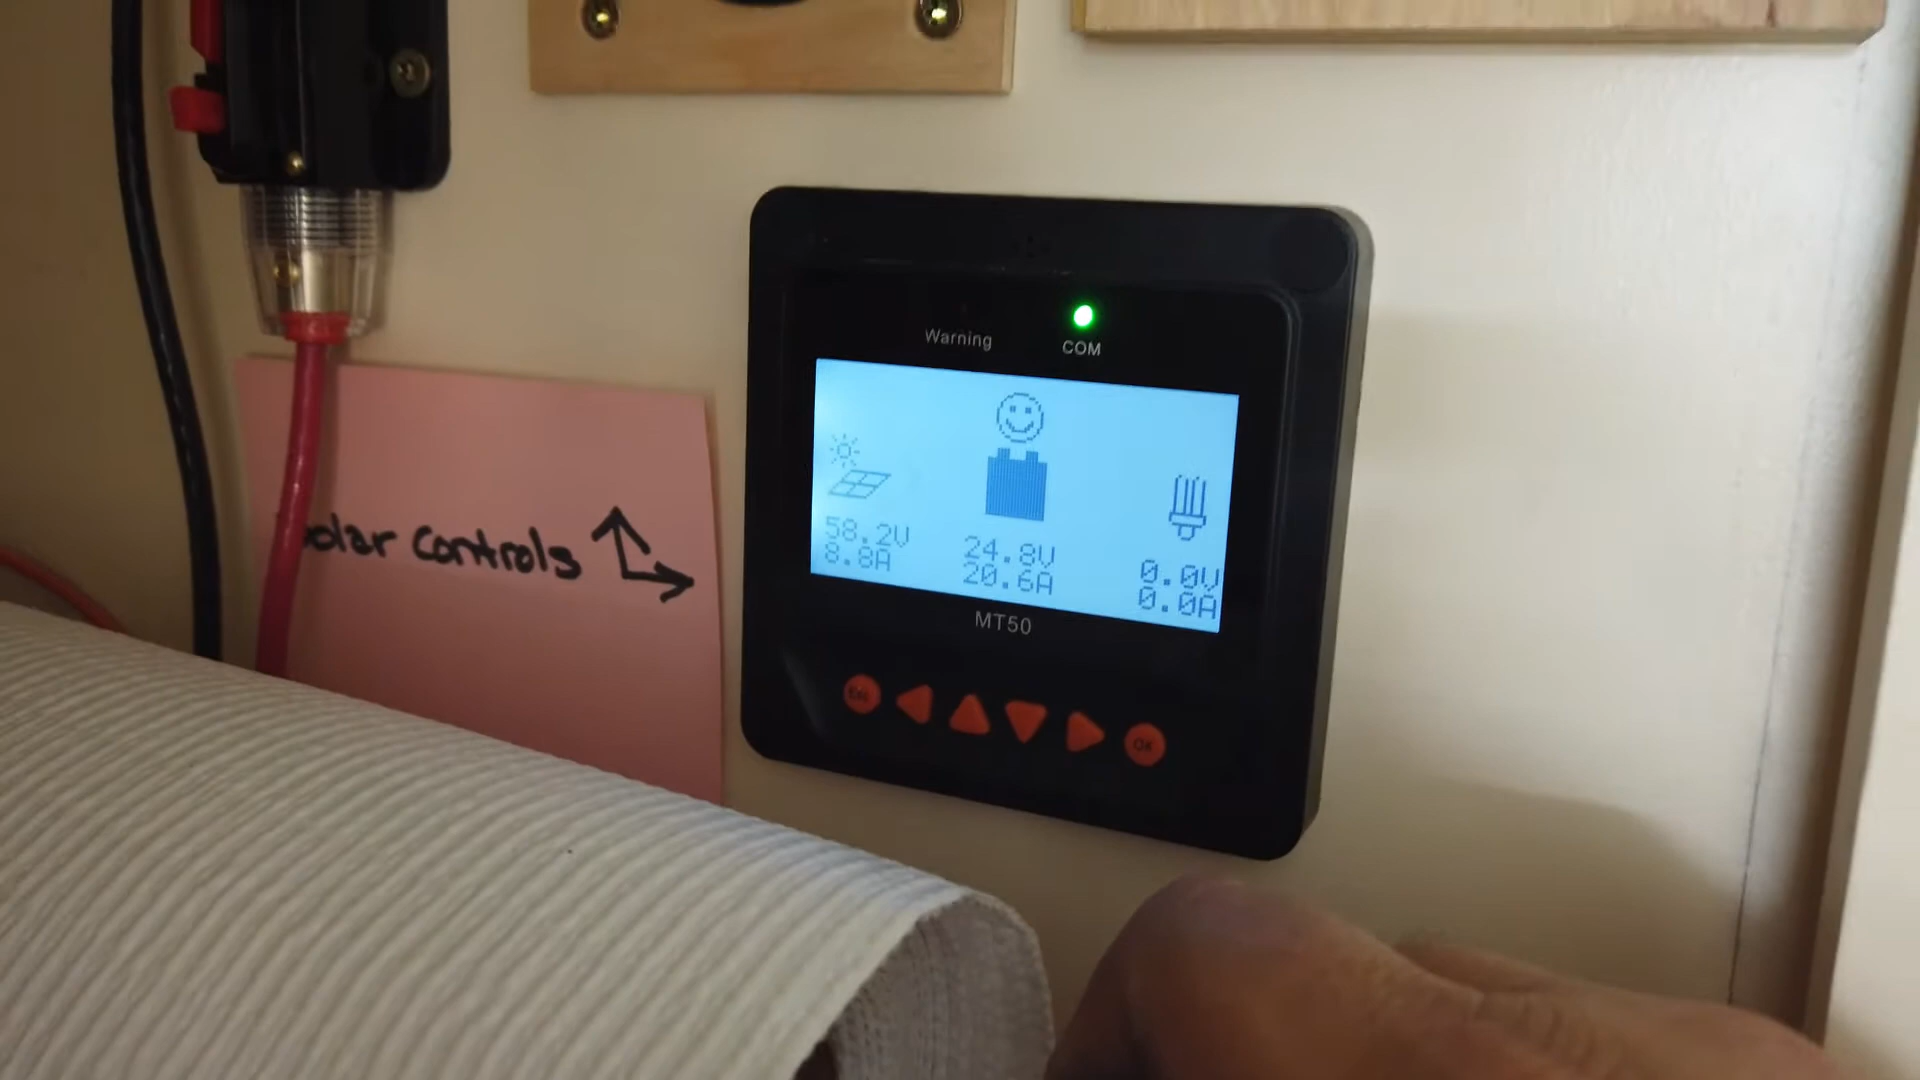 Warning
COM
58.2V
8.8A
24.8V
20.6A
0.0V
0.0A
MT50
OK
olar Controls